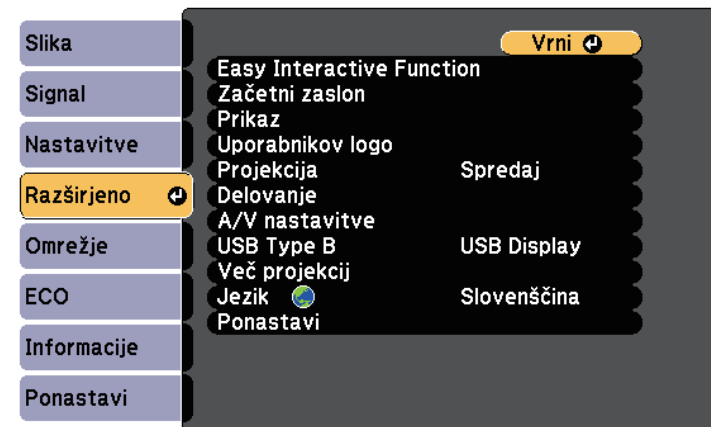 Slika
Signal
Nastavitve
Razširjeno
Omrežje
ECO
Informacije
Ponastavi
Vrni
Easy Interactive Function
Začetni zaslon
Prikaz
Uporabnikov logo
Projekcija Spredaj
Delovanje
A/V nastavitve
USB Type B USB Display
Več projekcij
Jezik Slovenščina
Ponastavi